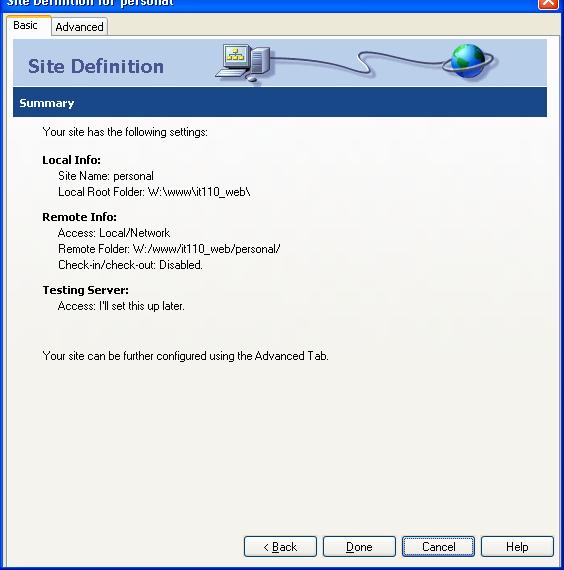 Site Definition for personal
Basic
Advanced
Site Definition
Summary
Your site has the following settings:
Local Info:
Site Name: personal
Local Root Folder: W:\www\it110_web\
Remote Info:
Access: Local/Network
Remote Folder: W:/www/it110_web/personal/
Check-in/check-out: Disabled.
Testing Server:
Access: I'll set this up later.
Your site can be further configured using the Advanced Tab.
< Back
Done
Cancel
Help